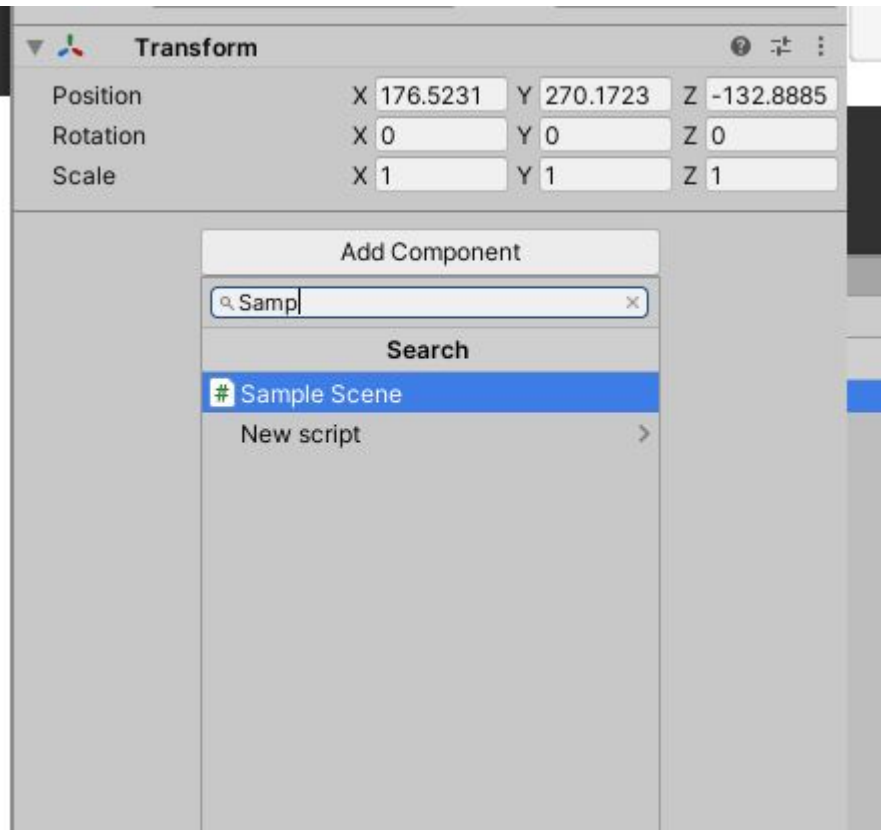 Transform
Position X 176.5231 Y 270.1723 Z -132.8885
Rotation X 0 Y 0 Z 0
Scale X 1 Y 1 Z 1
Add Component
Samp
Search
# Sample Scene
New script